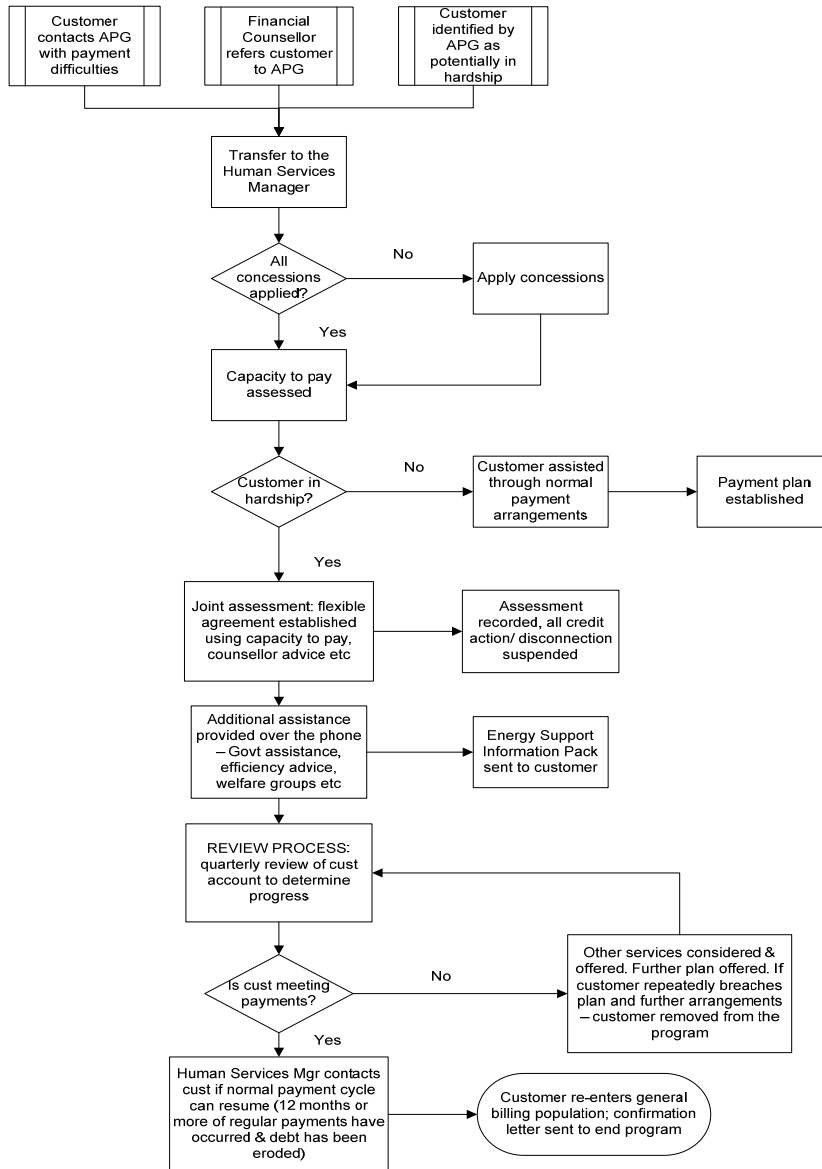 Customer
contacts APG
with payment
difficulties
Financial
Counsellor
refers customer
to APG
Customer
identified by
APG as
potentially in
hardship
Transfer to the
Human Services
Manager
All
concessions
applied?
No
Apply concessions
Yes
Capacity to pay
assessed
Customer in
hardship?
No
Customer assisted
through normal
payment
arrangements
Payment plan
established
Yes
Joint assessment: flexible
agreement established
using capacity to pay,
counsellor advice etc
Assessment
recorded, all credit
action/ disconnection
suspended
Additional assistance
provided over the phone
– Govt assistance,
efficiency advice,
welfare groups etc
Energy Support
Information Pack
sent to customer
REVIEW PROCESS:
quarterly review of cust
account to determine
progress
Is cust meeting
payments?
No
Other services considered &
offered. Further plan offered. If
customer repeatedly breaches
plan and further arrangements
– customer removed from the
program
Yes
Human Services Mgr contacts
cust if normal payment cycle
can resume (12 months or
more of regular payments have
occurred & debt has been
eroded)
Customer re-enters general
billing population; confirmation
letter sent to end program